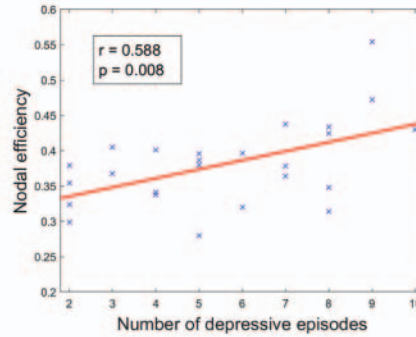 0.6
0.55
0.5
0.45
0.4
0.35
0.3
0.25
0.2
r = 0.588
p = 0.008
Nodal efficiency
2 3 4 5 6 7 8 9 10
Number of depressive episodes